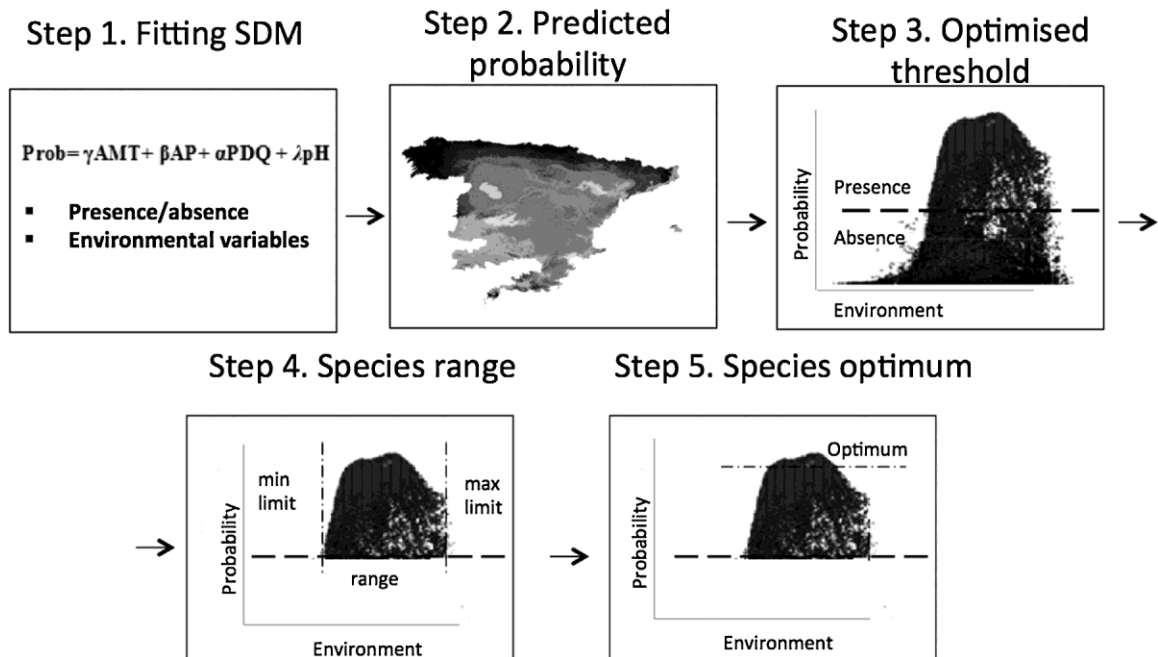 Step 1. Fitting SDM
Prob= γAMT+ βAP+ αPDQ + λpH
▪ Presence/absence
▪ Environmental variables
Step 2. Predicted
probability
Step 3. Optimised
threshold
Probability
Presence
Absence
Environment
Step 4. Species range
Probability
min
limit
max
limit
range
Environment
Step 5. Species optimum
Probability
Optimum
Environment